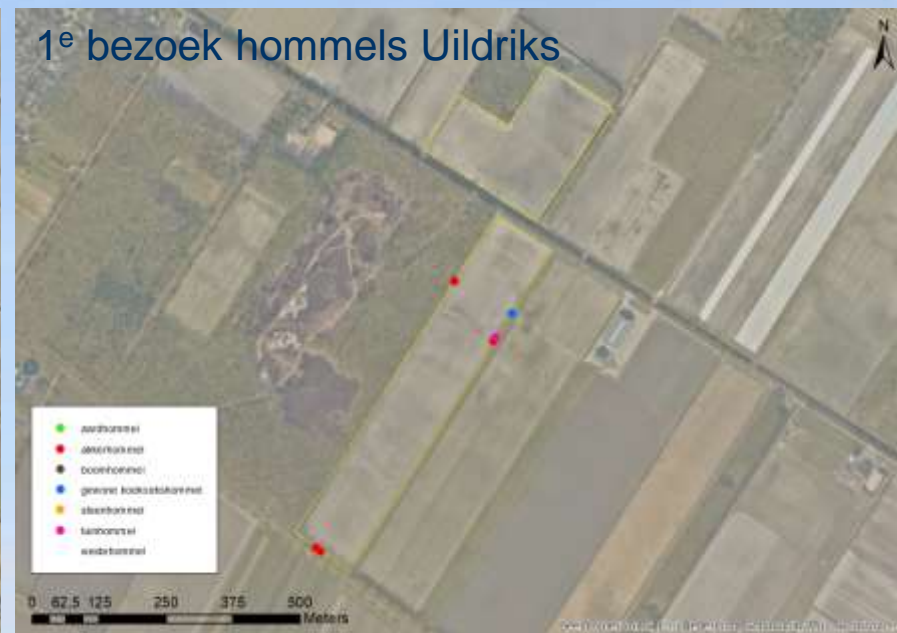 1e bezoek hommels Uildriks
N
aardhommel
akkerhommel
boomhommel
gewone koekoekshommel
steenhommel
tuinhommel
weidehommel
0 62,5 125 250 375 500
Meters